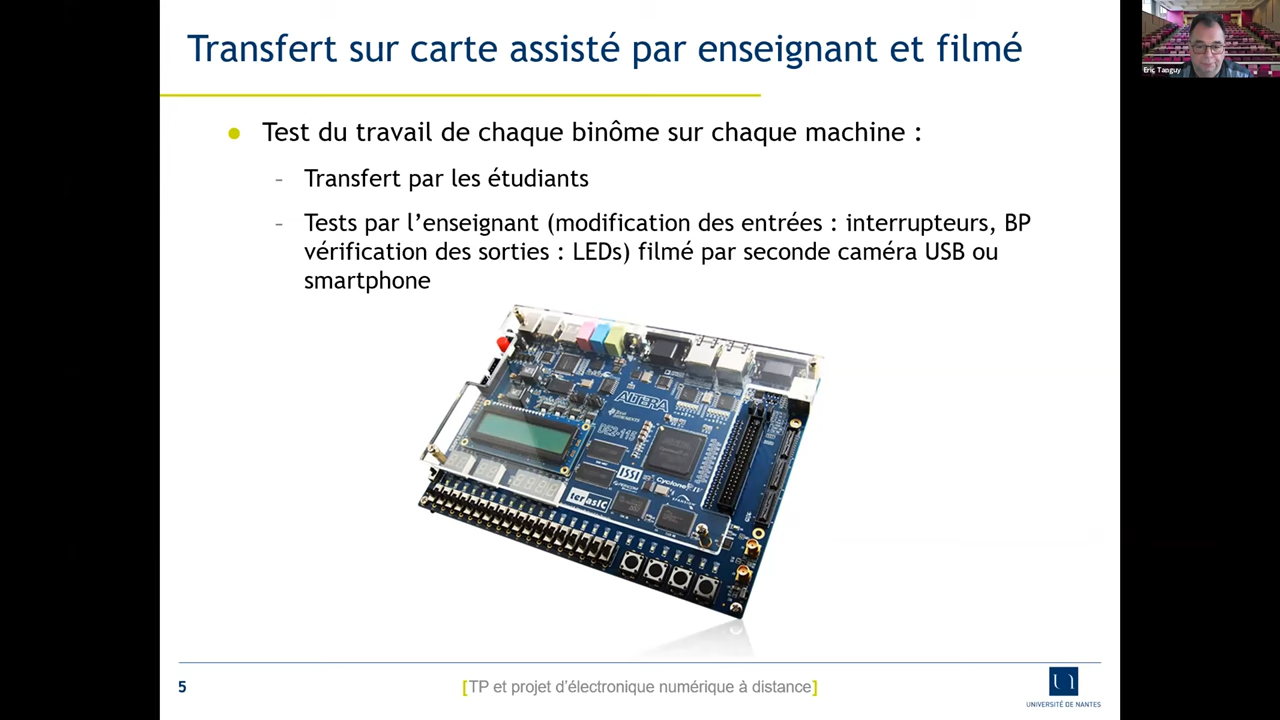 Transfert sur carte assisté par enseignant et filmé
Eric Tanguy
● Test du travail de chaque binôme sur chaque machine :
- Transfert par les étudiants
- Tests par l’enseignant (modification des entrées : interrupteurs, BP
vérification des sorties : LEDs) filmé par seconde caméra USB ou
smartphone
ALTERA
DE2-115
ISSI
Cyclone IV
terasIC
5
[TP et projet d’électronique numérique à distance]
UNIVERSITÉ DE NANTES